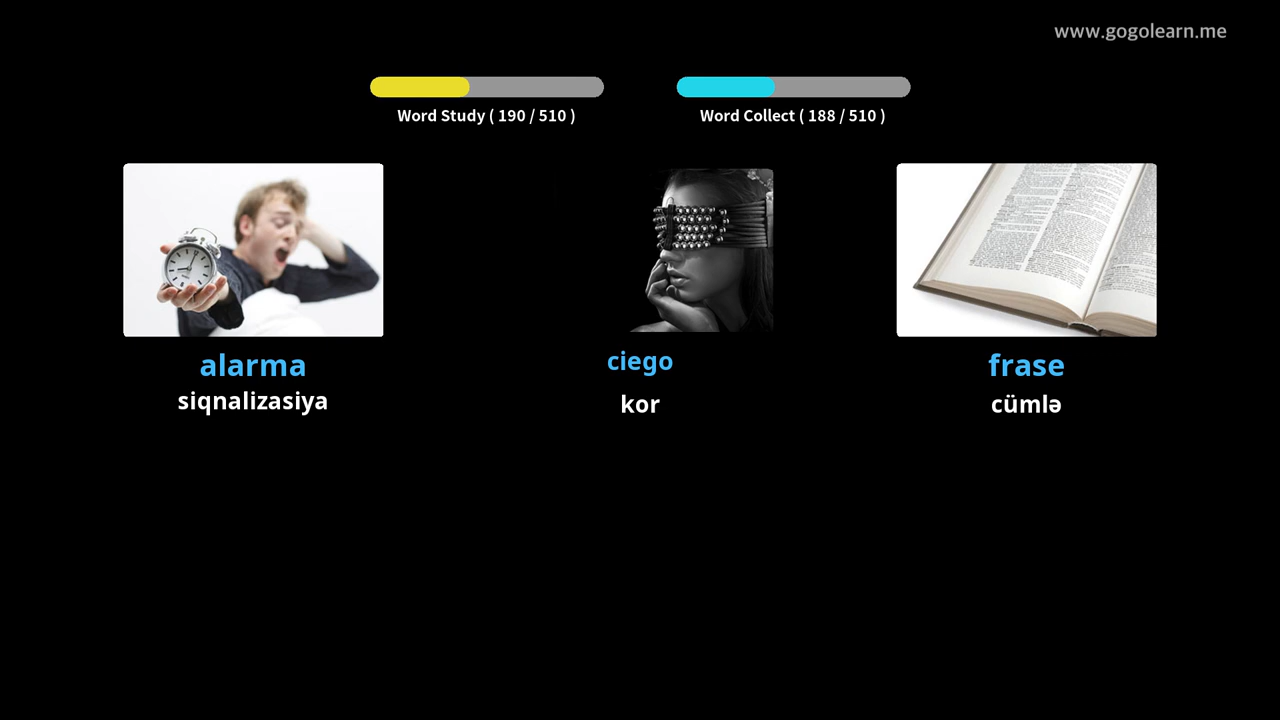 www.gogolearn.me
Word Study ( 190 / 510 )
Word Collect ( 188 / 510 )
alarma
siqnalizasiya
ciego
kor
frase
cümlə